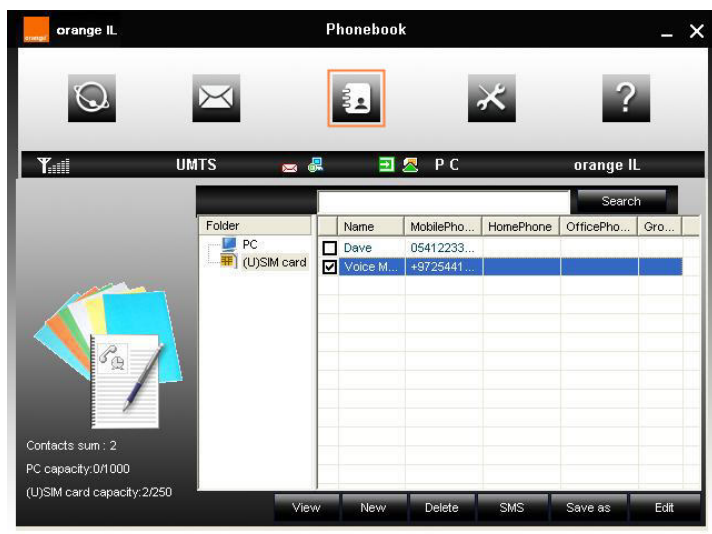 orange IL Phonebook
UMTS PC orange IL
Search
Folder Name MobilePho... HomePhone OfficePho... Gro...
PC Dave 05412233...
(U)SIM card Voice M... +9725441...
Contacts sum : 2
PC capacity:0/1000
(U)SIM card capacity:2/250
View New Delete SMS Save as Edit